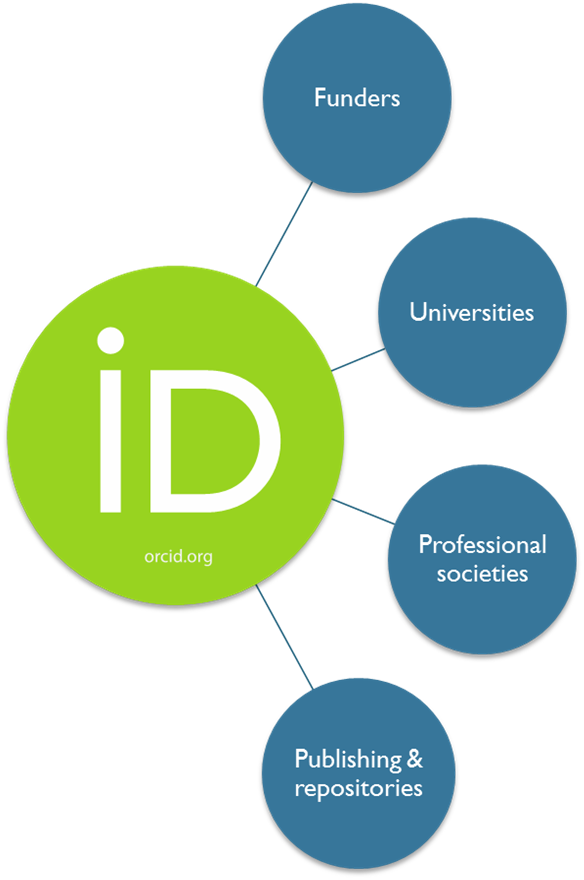 Funders
Universities
iD
orcid.org
Professional
societies
Publishing &
repositories